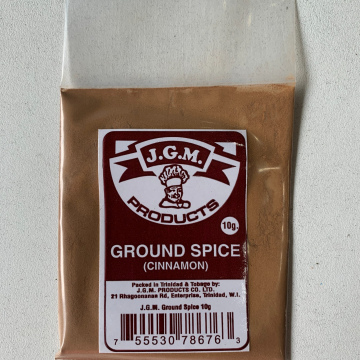 J.G.M.
PRODUCTS
10g.
GROUND SPICE
(CINNAMON)
Packed in Trinidad & Tobago by:
J.G.M. PRODUCTS CO. LTD.
21 Rhagoonanan Rd, Enterprise, Trinidad, W.I.
J.G.M. Ground Spice 10g
7 55530 78676 3